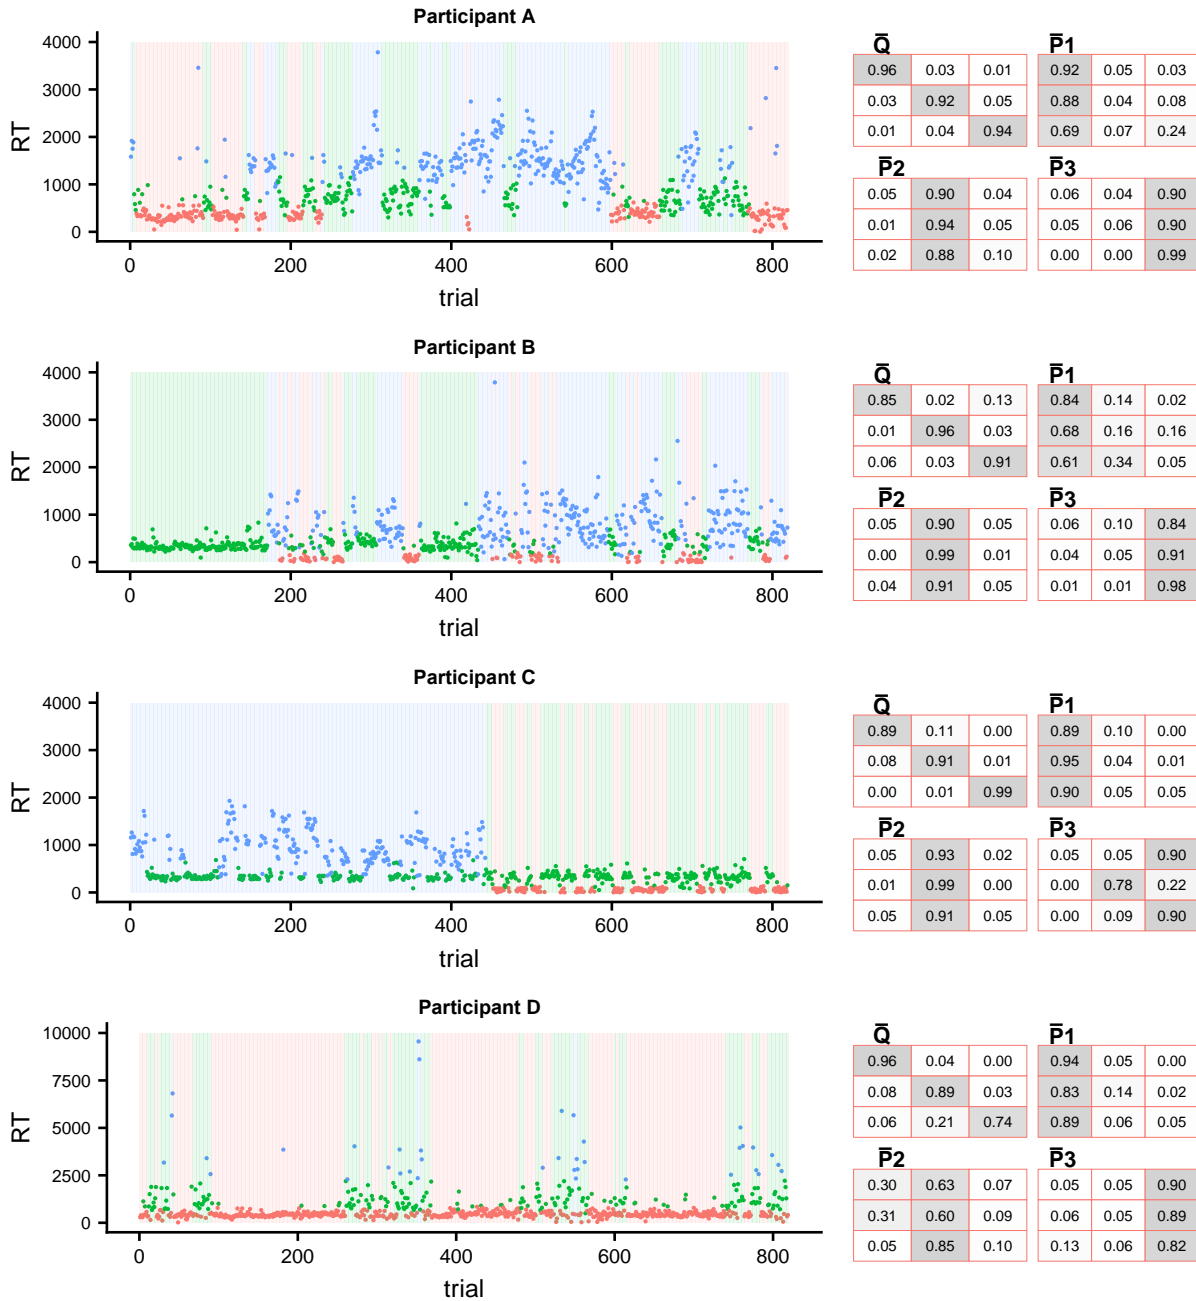 Participant A
4000
3000
2000
1000
0
RT
0 200 400 600 800
trial
Q̄ P̄1
0.96 0.03 0.01 0.92 0.05 0.03
0.03 0.92 0.05 0.88 0.04 0.08
0.01 0.04 0.94 0.69 0.07 0.24
P̄2 P̄3
0.05 0.90 0.04 0.06 0.04 0.90
0.01 0.94 0.05 0.05 0.06 0.90
0.02 0.88 0.10 0.00 0.00 0.99
Participant B
4000
3000
2000
1000
0
RT
0 200 400 600 800
trial
Q̄ P̄1
0.85 0.02 0.13 0.84 0.14 0.02
0.01 0.96 0.03 0.68 0.16 0.16
0.06 0.03 0.91 0.61 0.34 0.05
P̄2 P̄3
0.05 0.90 0.05 0.06 0.10 0.84
0.00 0.99 0.01 0.04 0.05 0.91
0.04 0.91 0.05 0.01 0.01 0.98
Participant C
4000
3000
2000
1000
0
RT
0 200 400 600 800
trial
Q̄ P̄1
0.89 0.11 0.00 0.89 0.10 0.00
0.08 0.91 0.01 0.95 0.04 0.01
0.00 0.01 0.99 0.90 0.05 0.05
P̄2 P̄3
0.05 0.93 0.02 0.05 0.05 0.90
0.01 0.99 0.00 0.00 0.78 0.22
0.05 0.91 0.05 0.00 0.09 0.90
Participant D
10000
7500
5000
2500
0
RT
0 200 400 600 800
trial
Q̄ P̄1
0.96 0.04 0.00 0.94 0.05 0.00
0.08 0.89 0.03 0.83 0.14 0.02
0.06 0.21 0.74 0.89 0.06 0.05
P̄2 P̄3
0.30 0.63 0.07 0.05 0.05 0.90
0.31 0.60 0.09 0.06 0.05 0.89
0.05 0.85 0.10 0.13 0.06 0.82